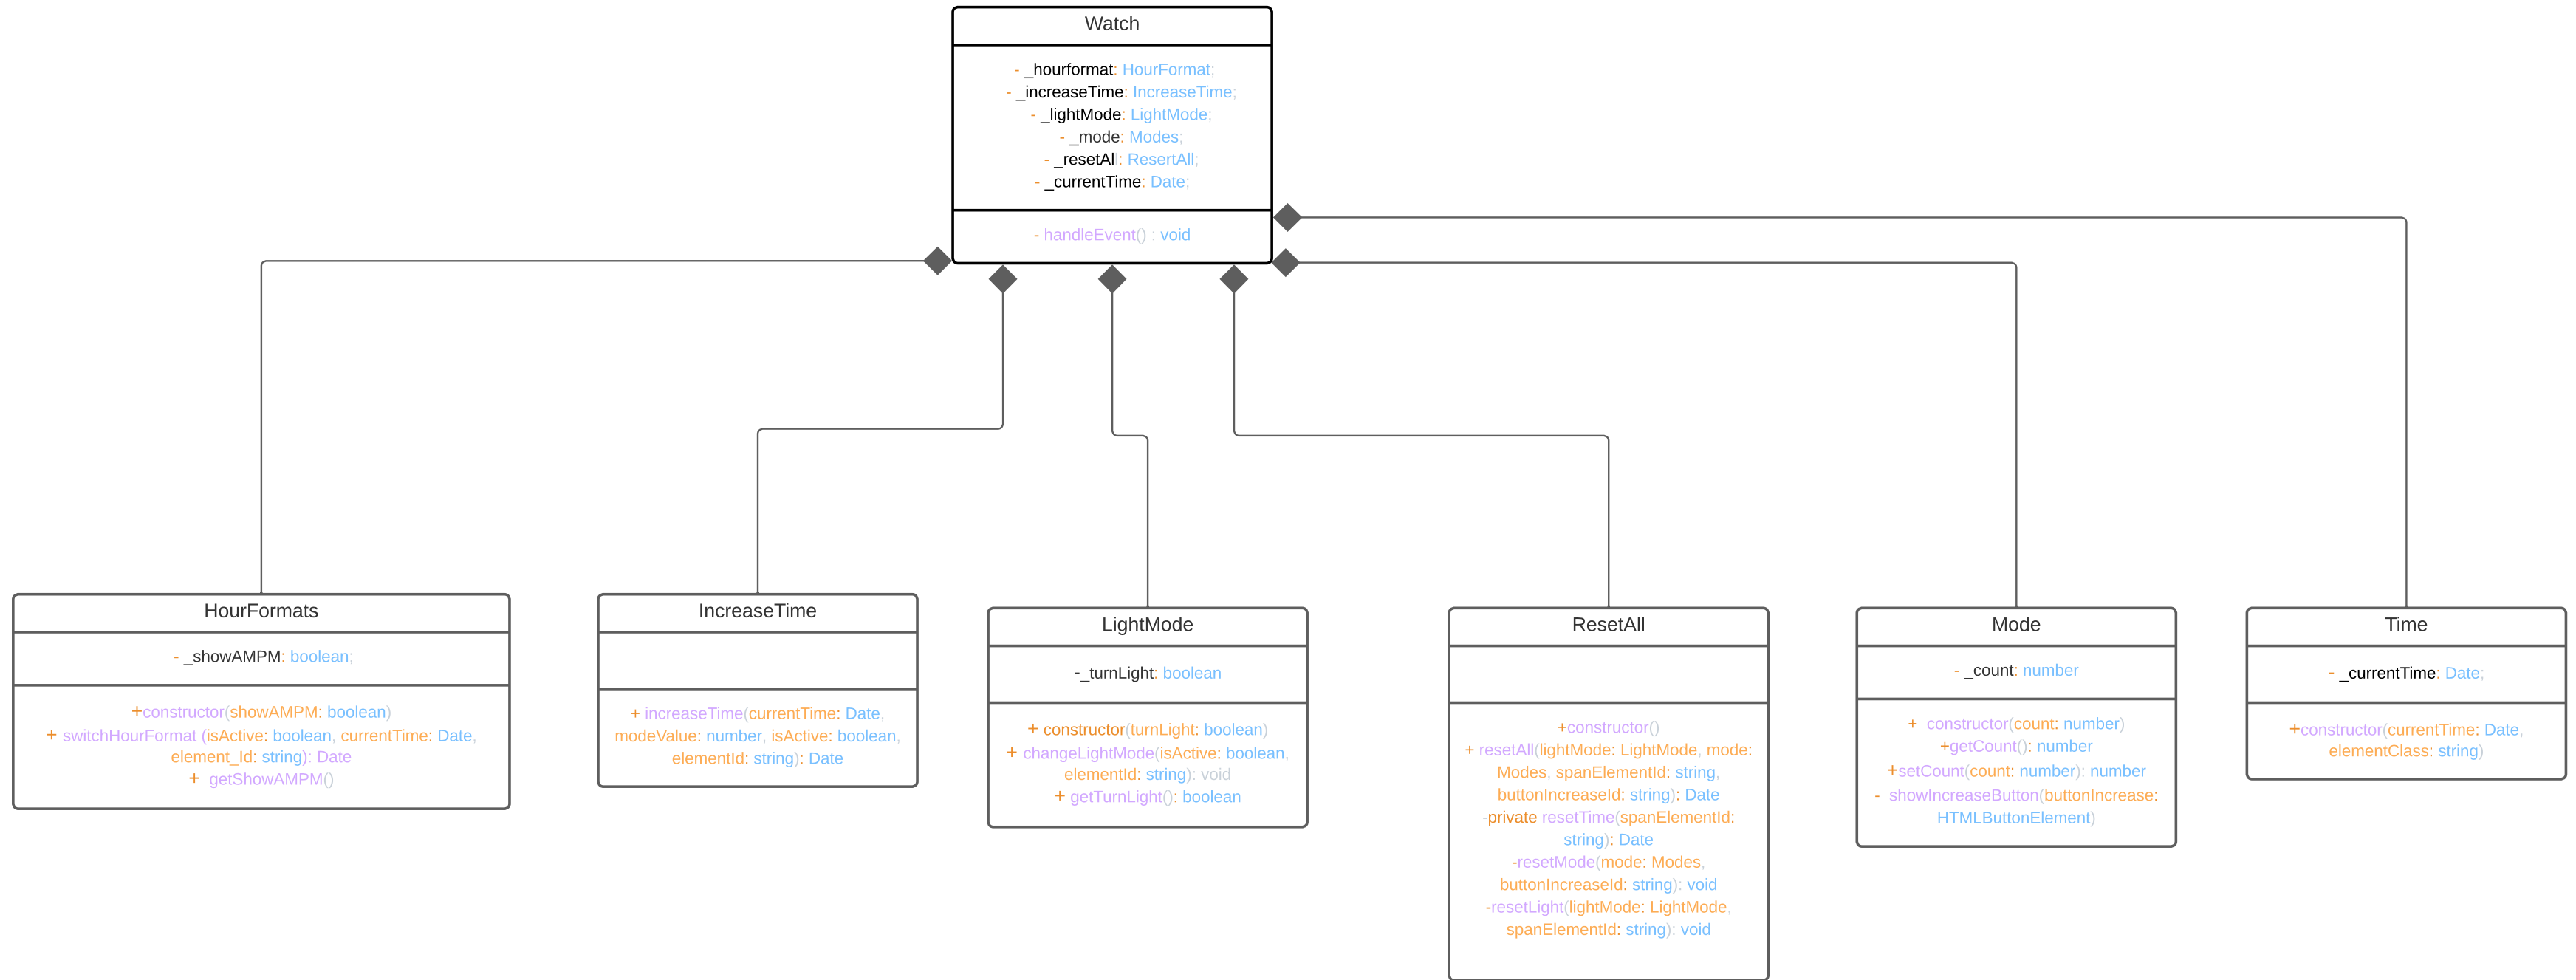 Watch
- _hourformat: HourFormat;
- _increaseTime: IncreaseTime;
- _lightMode: LightMode;
- _mode: Modes;
- _resetAll: ResertAll;
- _currentTime: Date;
- handleEvent() : void
HourFormats
- _showAMPM: boolean;
+constructor(showAMPM: boolean)
+ switchHourFormat (isActive: boolean, currentTime: Date,
element_Id: string): Date
+ getShowAMPM()
IncreaseTime
+ increaseTime(currentTime: Date,
modeValue: number, isActive: boolean,
elementId: string): Date
LightMode
-_turnLight: boolean
+ constructor(turnLight: boolean)
+ changeLightMode(isActive: boolean,
elementId: string): void
+ getTurnLight(): boolean
ResetAll
+constructor()
+ resetAll(lightMode: LightMode, mode:
Modes, spanElementId: string,
buttonIncreaseId: string): Date
-private resetTime(spanElementId:
string): Date
-resetMode(mode: Modes,
buttonIncreaseId: string): void
-resetLight(lightMode: LightMode,
spanElementId: string): void
Mode
- _count: number
+ constructor(count: number)
+getCount(): number
+setCount(count: number): number
- showIncreaseButton(buttonIncrease:
HTMLButtonElement)
Time
- _currentTime: Date;
+constructor(currentTime: Date,
elementClass: string)